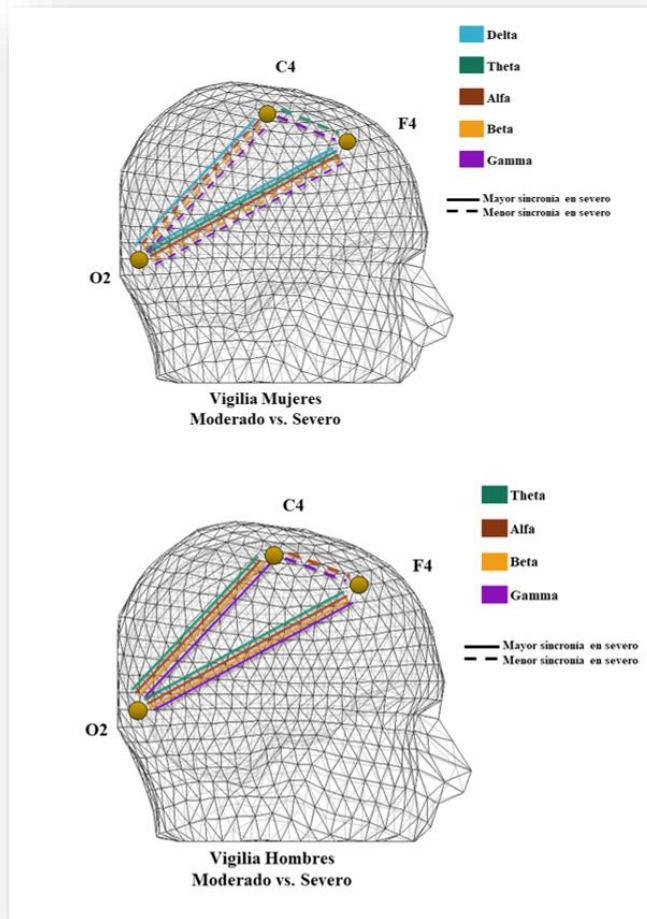 Delta
Theta
Alfa
Beta
Gamma
C4
F4
O2
Mayor sincronía en severo
Menor sincronía en severo
Vigilia Mujeres
Moderado vs. Severo
Theta
Alfa
Beta
Gamma
C4
F4
O2
Mayor sincronía en severo
Menor sincronía en severo
Vigilia Hombres
Moderado vs. Severo